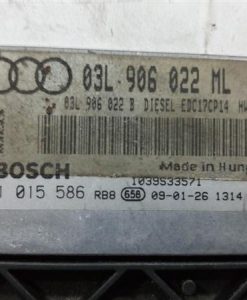 03L 906 022 ML
03L 906 022 B DIESEL EDC17CP14
BOSCH
Made in Hun
1039S33571
015 586 RBB 656 09-01-26 1314